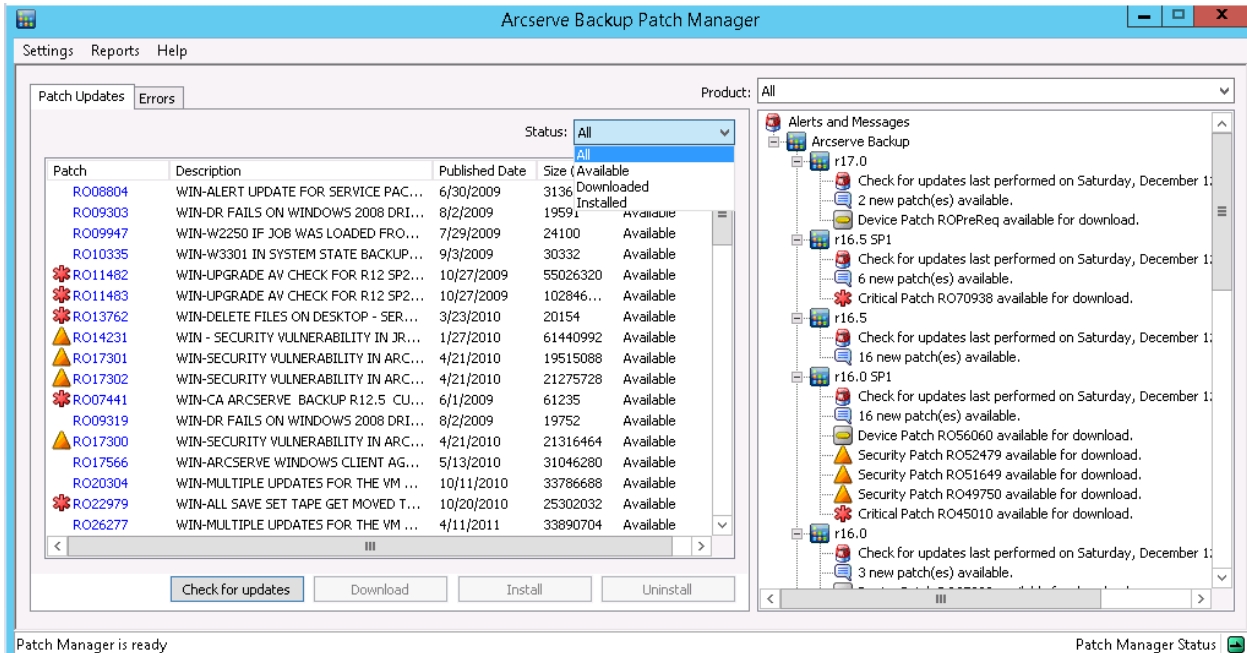 Arcserve Backup Patch Manager
Settings Reports Help
Patch Updates Errors
Product: All
Status: All
All
Available
Downloaded
Installed
Patch Description Published Date Size (
RO08804 WIN-ALERT UPDATE FOR SERVICE PAC... 6/30/2009 3136
RO09303 WIN-DR FAILS ON WINDOWS 2008 DRI... 8/2/2009 19591 Available
RO09947 WIN-W2250 IF JOB WAS LOADED FRO... 7/29/2009 24100 Available
RO10335 WIN-W3301 IN SYSTEM STATE BACKUP... 9/3/2009 30332 Available
RO11482 WIN-UPGRADE AV CHECK FOR R12 SP2... 10/27/2009 55026320 Available
RO11483 WIN-UPGRADE AV CHECK FOR R12 SP2... 10/27/2009 102846... Available
RO13762 WIN-DELETE FILES ON DESKTOP - SER... 3/23/2010 20154 Available
RO14231 WIN - SECURITY VULNERABILITY IN JR... 1/27/2010 61440992 Available
RO17301 WIN-SECURITY VULNERABILITY IN ARC... 4/21/2010 19515088 Available
RO17302 WIN-SECURITY VULNERABILITY IN ARC... 4/21/2010 21275728 Available
RO07441 WIN-CA ARCSERVE BACKUP R12.5 CU... 6/1/2009 61235 Available
RO09319 WIN-DR FAILS ON WINDOWS 2008 DRI... 8/2/2009 19752 Available
RO17300 WIN-SECURITY VULNERABILITY IN ARC... 4/21/2010 21316464 Available
RO17566 WIN-ARCSERVE WINDOWS CLIENT AG... 5/13/2010 31046280 Available
RO20304 WIN-MULTIPLE UPDATES FOR THE VM ... 10/11/2010 33786688 Available
RO22979 WIN-ALL SAVE SET TAPE GET MOVED T... 10/20/2010 25302032 Available
RO26277 WIN-MULTIPLE UPDATES FOR THE VM ... 4/11/2011 33890704 Available
Check for updates Download Install Uninstall
Alerts and Messages
Arcserve Backup
r17.0
Check for updates last performed on Saturday, December 1
2 new patch(es) available.
Device Patch ROPreReq available for download.
r16.5 SP1
Check for updates last performed on Saturday, December 1
6 new patch(es) available.
Critical Patch RO70938 available for download.
r16.5
Check for updates last performed on Saturday, December 1
16 new patch(es) available.
r16.0 SP1
Check for updates last performed on Saturday, December 1
16 new patch(es) available.
Device Patch RO56060 available for download.
Security Patch RO52479 available for download.
Security Patch RO51649 available for download.
Security Patch RO49750 available for download.
Critical Patch RO45010 available for download.
r16.0
Check for updates last performed on Saturday, December 1
3 new patch(es) available.
Patch Manager is ready
Patch Manager Status